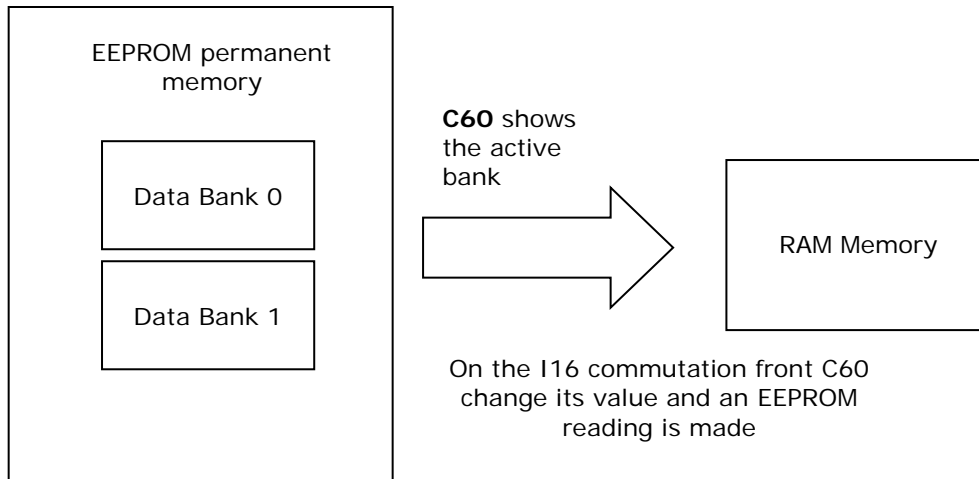 EEPROM permanent
memory
Data Bank 0
Data Bank 1
C60 shows
the active
bank
RAM Memory
On the I16 commutation front C60
change its value and an EEPROM
reading is made